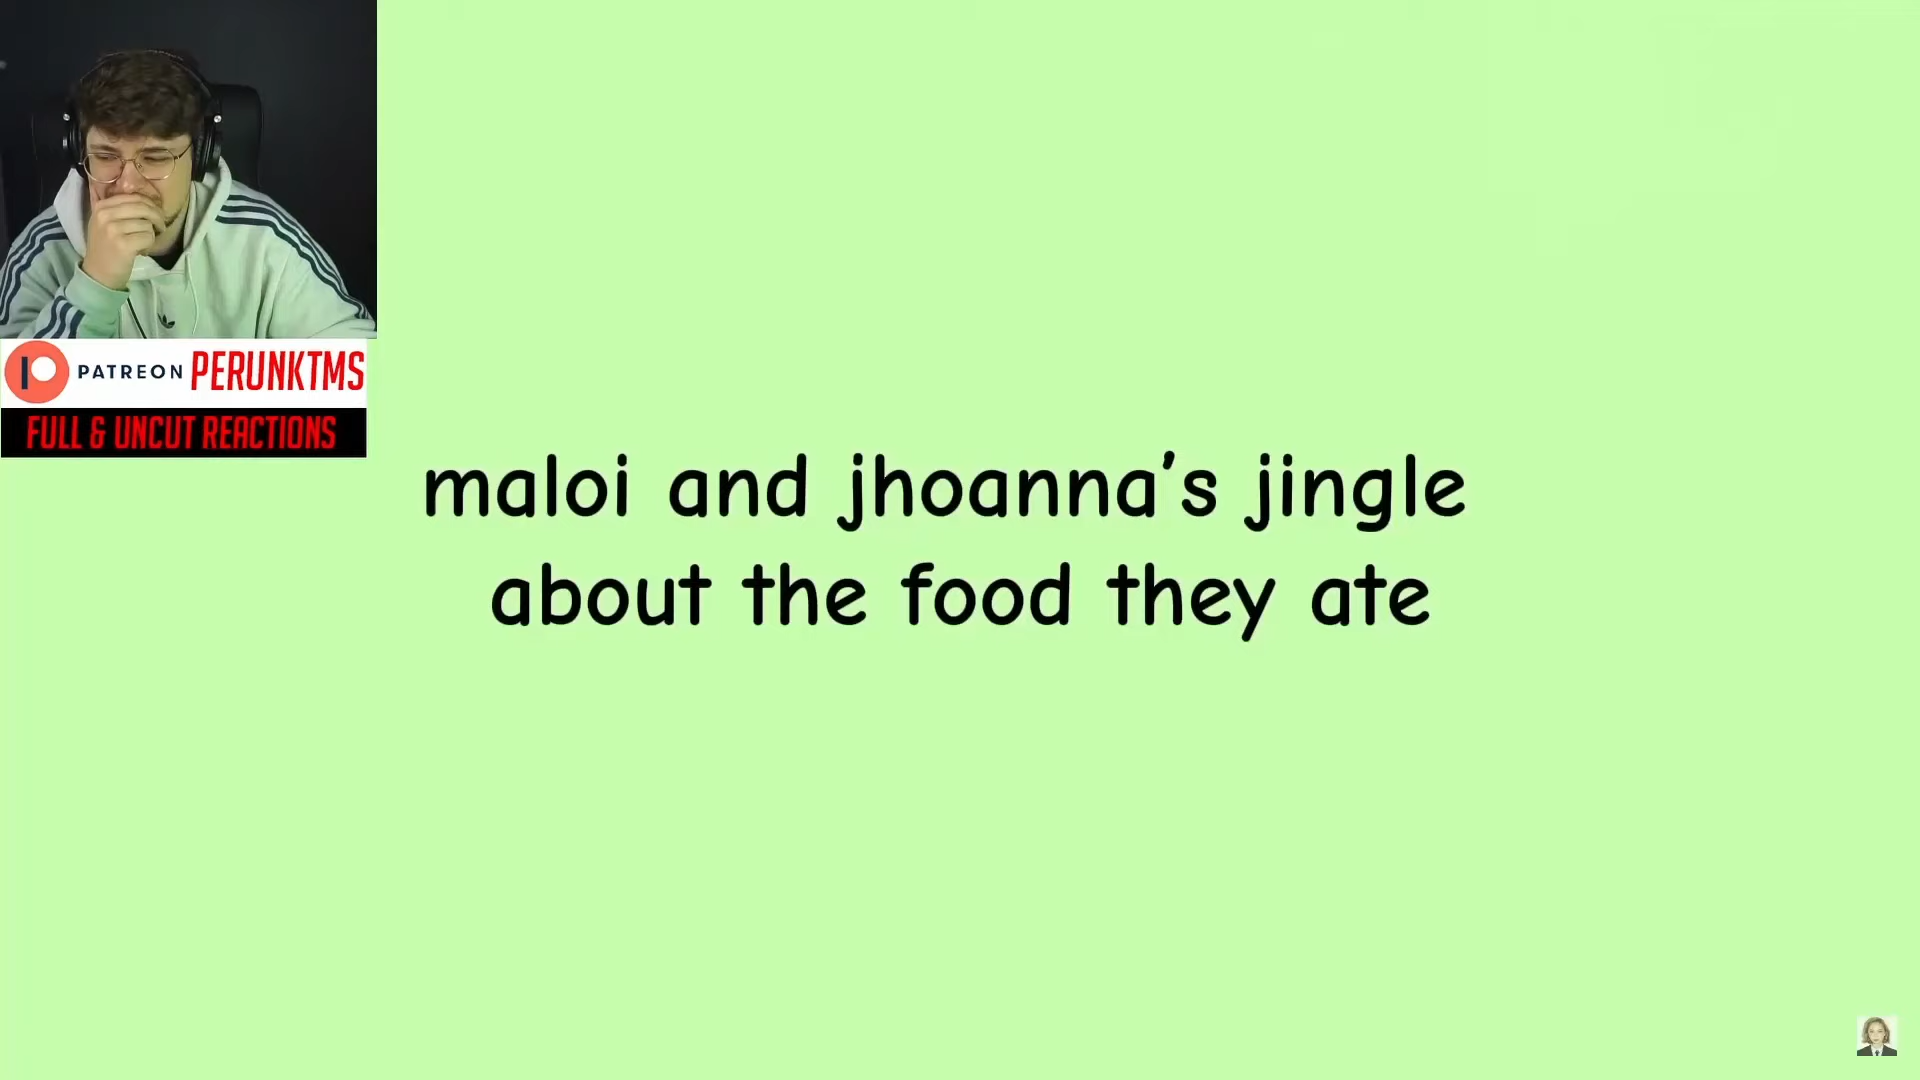 PATREON PERUNKTMS
FULL & UNCUT REACTIONS
maloi and jhoanna's jingle
about the food they ate